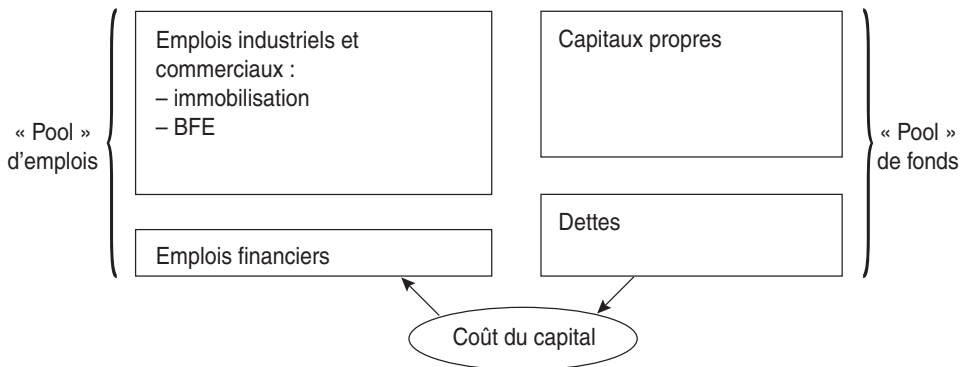 « Pool »
d'emplois
Emplois industriels et
commerciaux :
– immobilisation
– BFE
Emplois financiers
Capitaux propres
Dettes
« Pool »
de fonds
Coût du capital